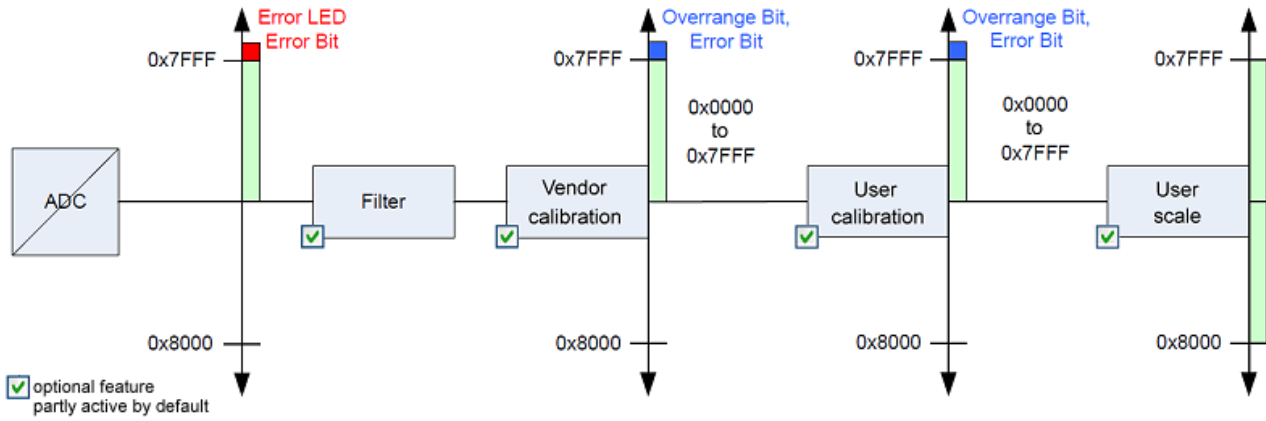 Error LED
Error Bit
Overrange Bit,
Error Bit
Overrange Bit,
Error Bit
0x7FFF
0x7FFF
0x7FFF
0x7FFF
0x0000
to
0x7FFF
0x0000
to
0x7FFF
ADC
Filter
Vendor
calibration
User
calibration
User
scale
0x8000
0x8000
0x8000
0x8000
optional feature
partly active by default